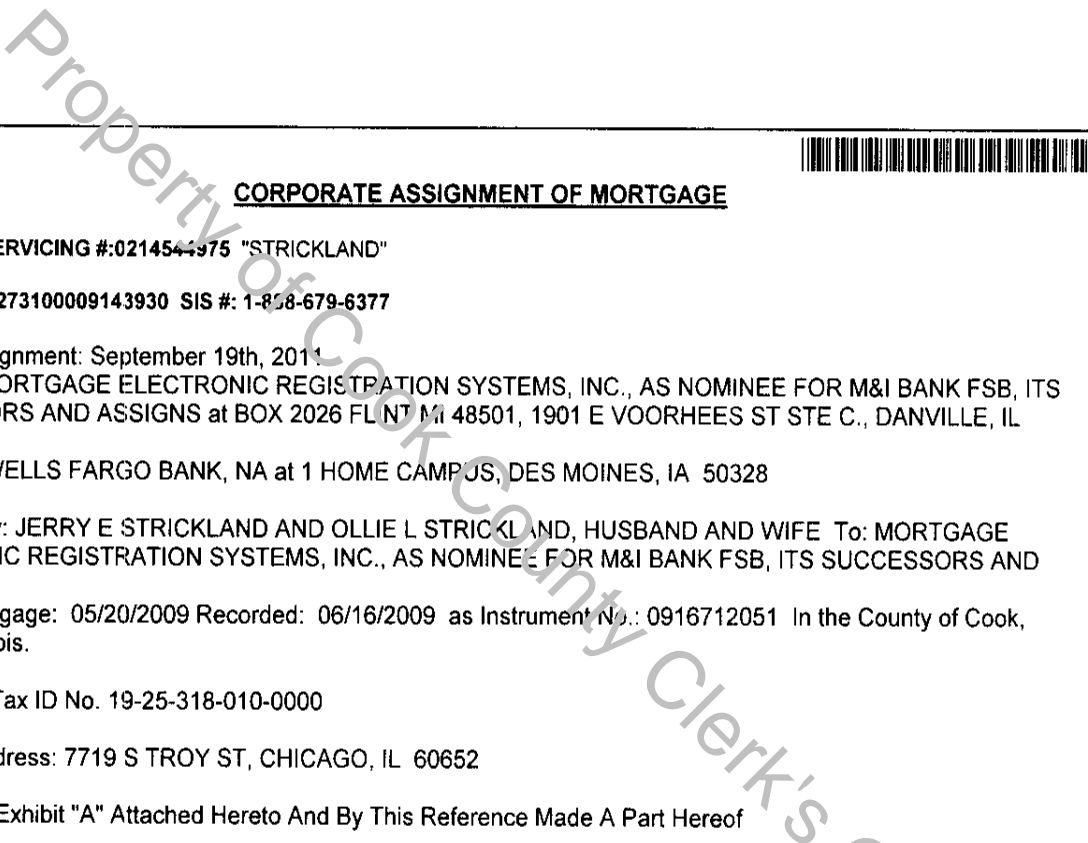 CORPORATE ASSIGNMENT OF MORTGAGE
ERVICING #:0214544975 "STRICKLAND"
273100009143930 SIS #: 1-888-679-6377
gnment: September 19th, 2011
ORTGAGE ELECTRONIC REGISTRATION SYSTEMS, INC., AS NOMINEE FOR M&I BANK FSB, ITS
RS AND ASSIGNS at BOX 2026 FLINT MI 48501, 1901 E VOORHEES ST STE C., DANVILLE, IL
WELLS FARGO BANK, NA at 1 HOME CAMPUS, DES MOINES, IA 50328
: JERRY E STRICKLAND AND OLLIE L STRICKLAND, HUSBAND AND WIFE To: MORTGAGE
IC REGISTRATION SYSTEMS, INC., AS NOMINEE FOR M&I BANK FSB, ITS SUCCESSORS AND
gage: 05/20/2009 Recorded: 06/16/2009 as Instrument No.: 0916712051 In the County of Cook,
ois.
Tax ID No. 19-25-318-010-0000
dress: 7719 S TROY ST, CHICAGO, IL 60652
Exhibit "A" Attached Hereto And By This Reference Made A Part Hereof
Property of Cook County Clerk's